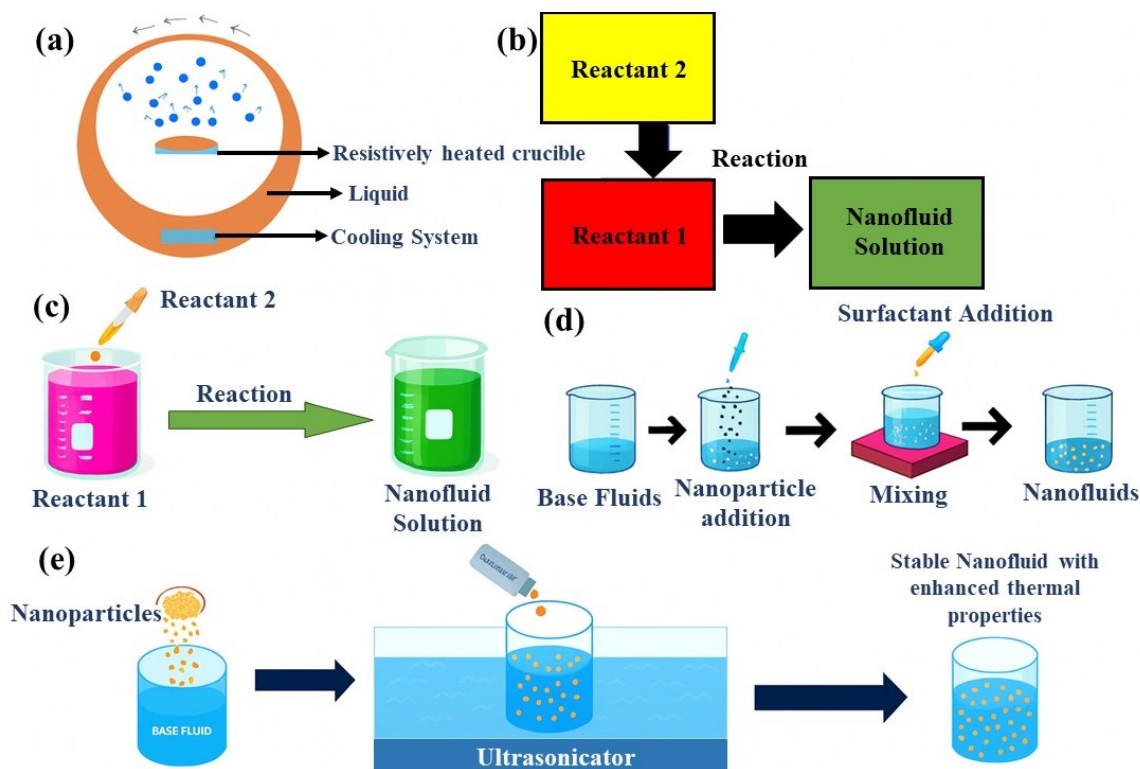 (a)
Resistively heated crucible
Liquid
Cooling System
(b)
Reactant 2
Reaction
Reactant 1
Nanofluid
Solution
(c)
Reactant 2
Reaction
Reactant 1
Nanofluid
Solution
(d)
Surfactant Addition
Base Fluids
Nanoparticle
addition
Mixing
Nanofluids
(e)
Nanoparticles
BASE FLUID
Ultrasonicator
Stable Nanofluid with
enhanced thermal
properties